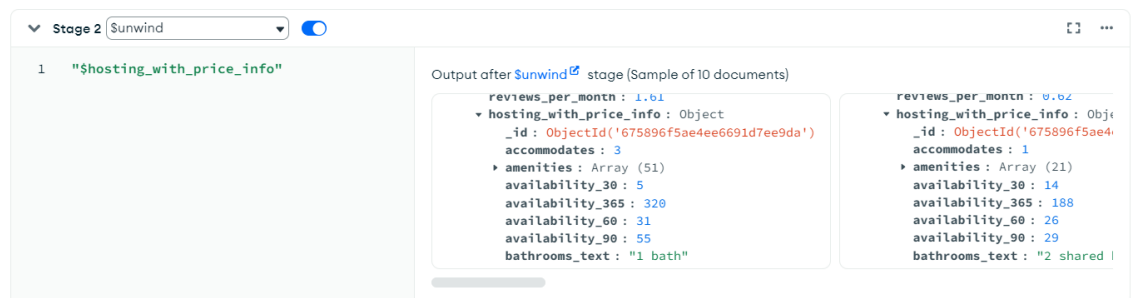 Stage 2 $unwind
1 "$hosting_with_price_info"
Output after $unwind stage (Sample of 10 documents)
reviews_per_month : 1.61
hosting_with_price_info : Object
_id : ObjectId('675896f5ae4ee6691d7ee9da')
accommodates : 3
amenities : Array (51)
availability_30 : 5
availability_365 : 320
availability_60 : 31
availability_90 : 55
bathrooms_text : "1 bath"
reviews_per_month : 0.62
hosting_with_price_info : Obje
_id : ObjectId('675896f5ae4
accommodates : 1
amenities : Array (21)
availability_30 : 14
availability_365 : 188
availability_60 : 26
availability_90 : 29
bathrooms_text : "2 shared